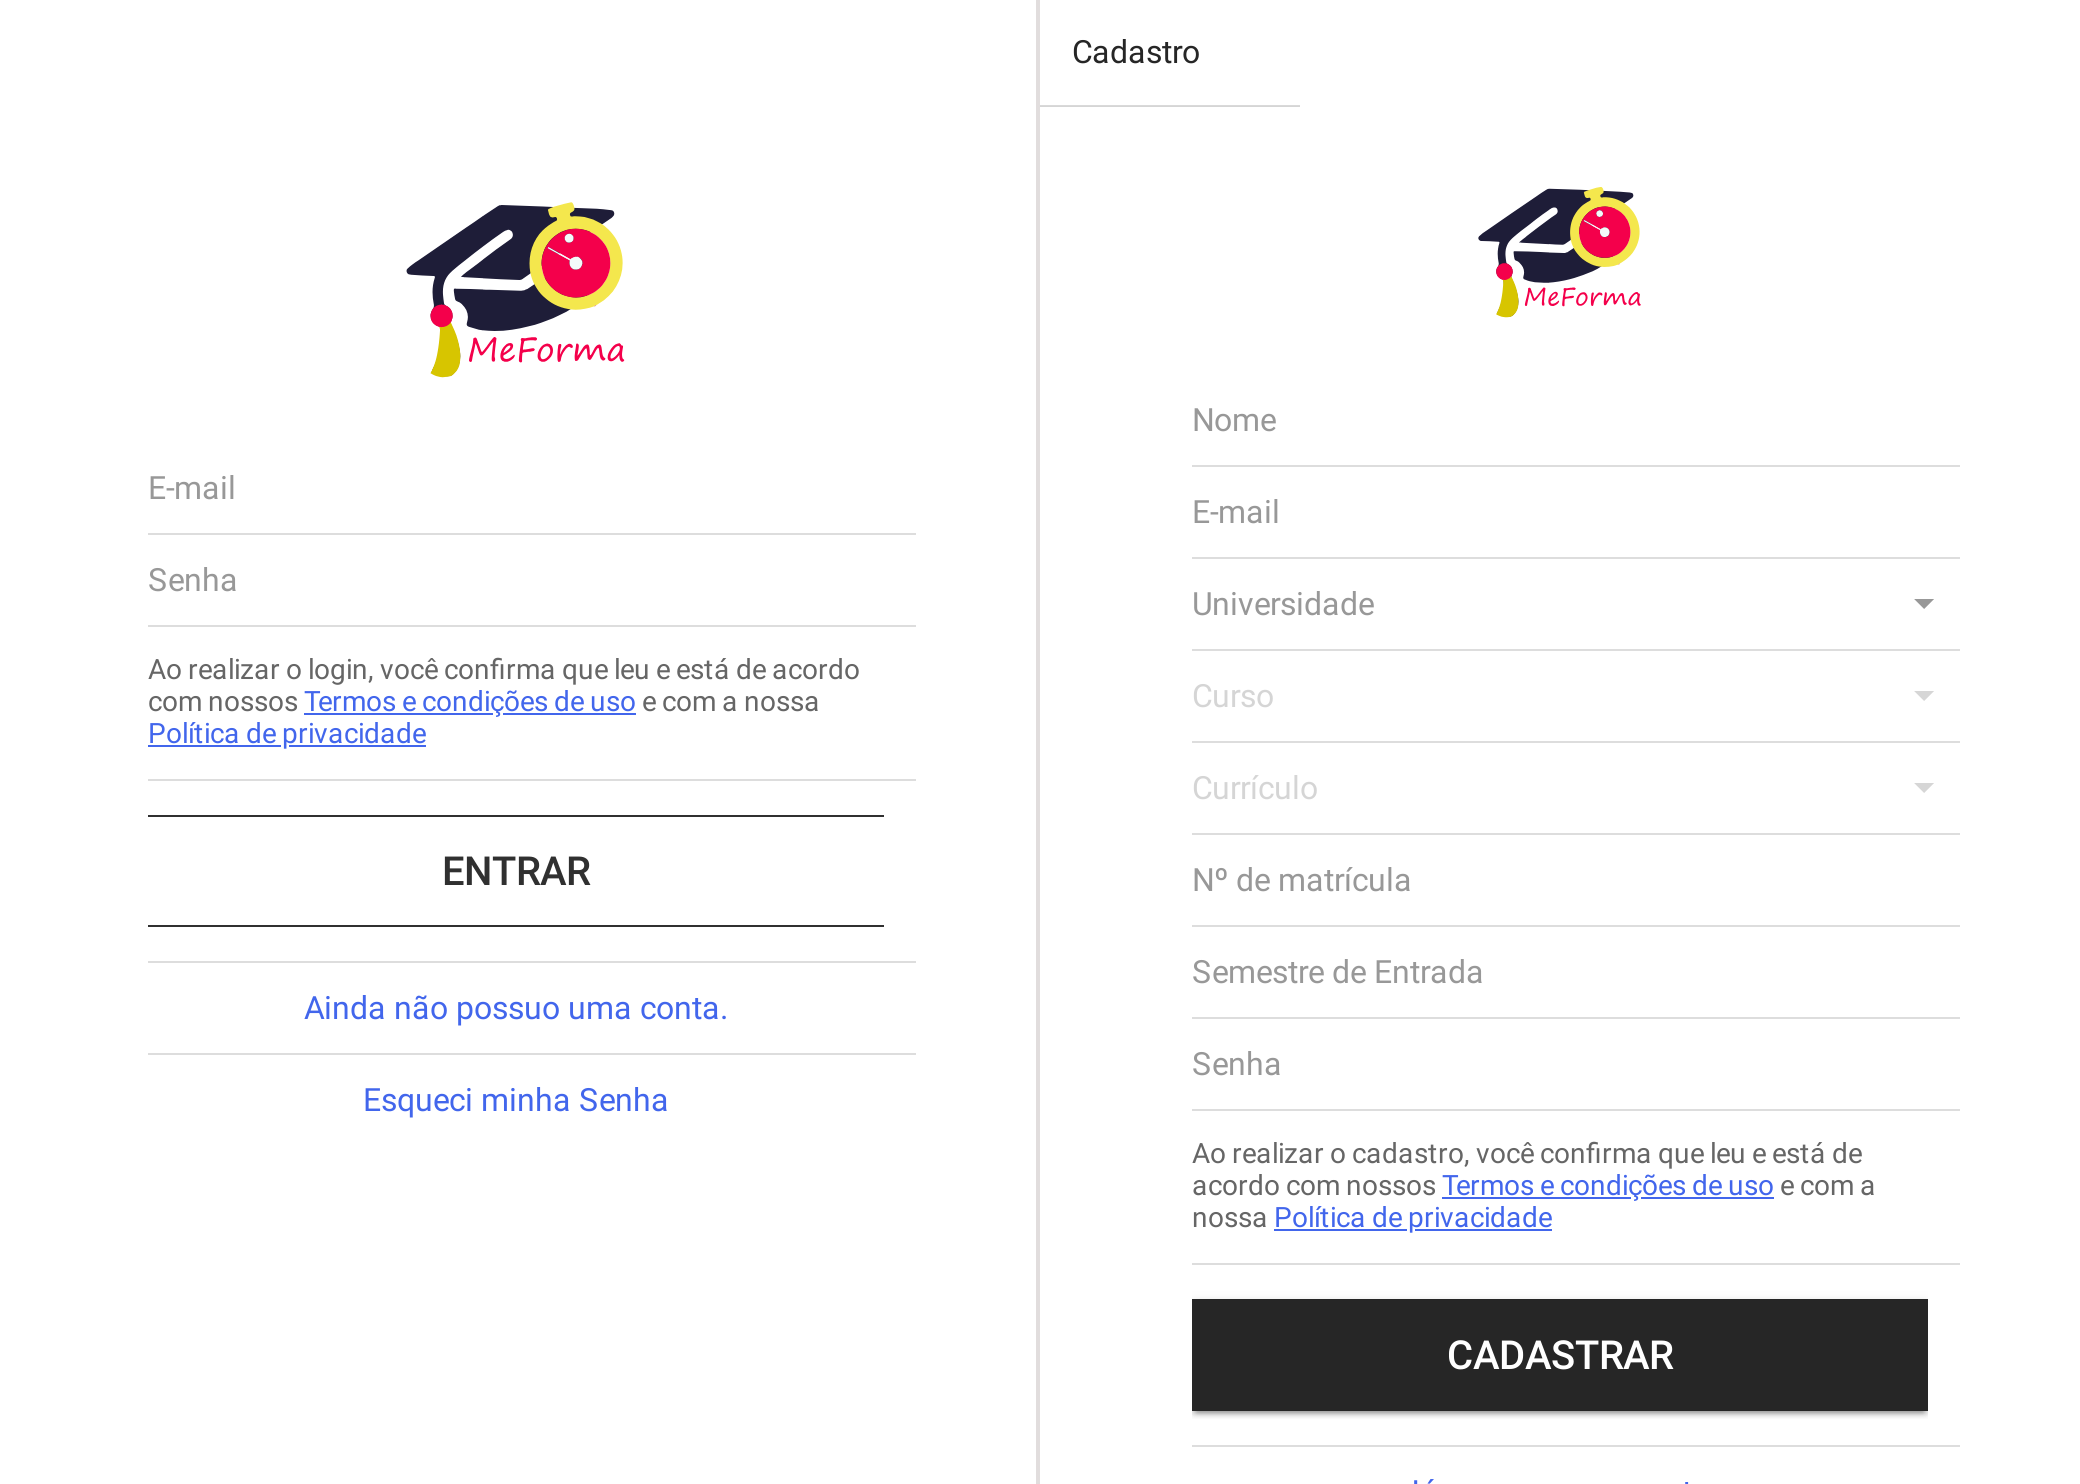 MeForma
E-mail
Senha
Ao realizar o login, você confirma que leu e está de acordo
com nossos Termos e condições de uso e com a nossa
Política de privacidade
ENTRAR
Ainda não possuo uma conta.
Esqueci minha Senha
Cadastro
MeForma
Nome
E-mail
Universidade
Curso
Currículo
Nº de matrícula
Semestre de Entrada
Senha
Ao realizar o cadastro, você confirma que leu e está de
acordo com nossos Termos e condições de uso e com a
nossa Política de privacidade
CADASTRAR